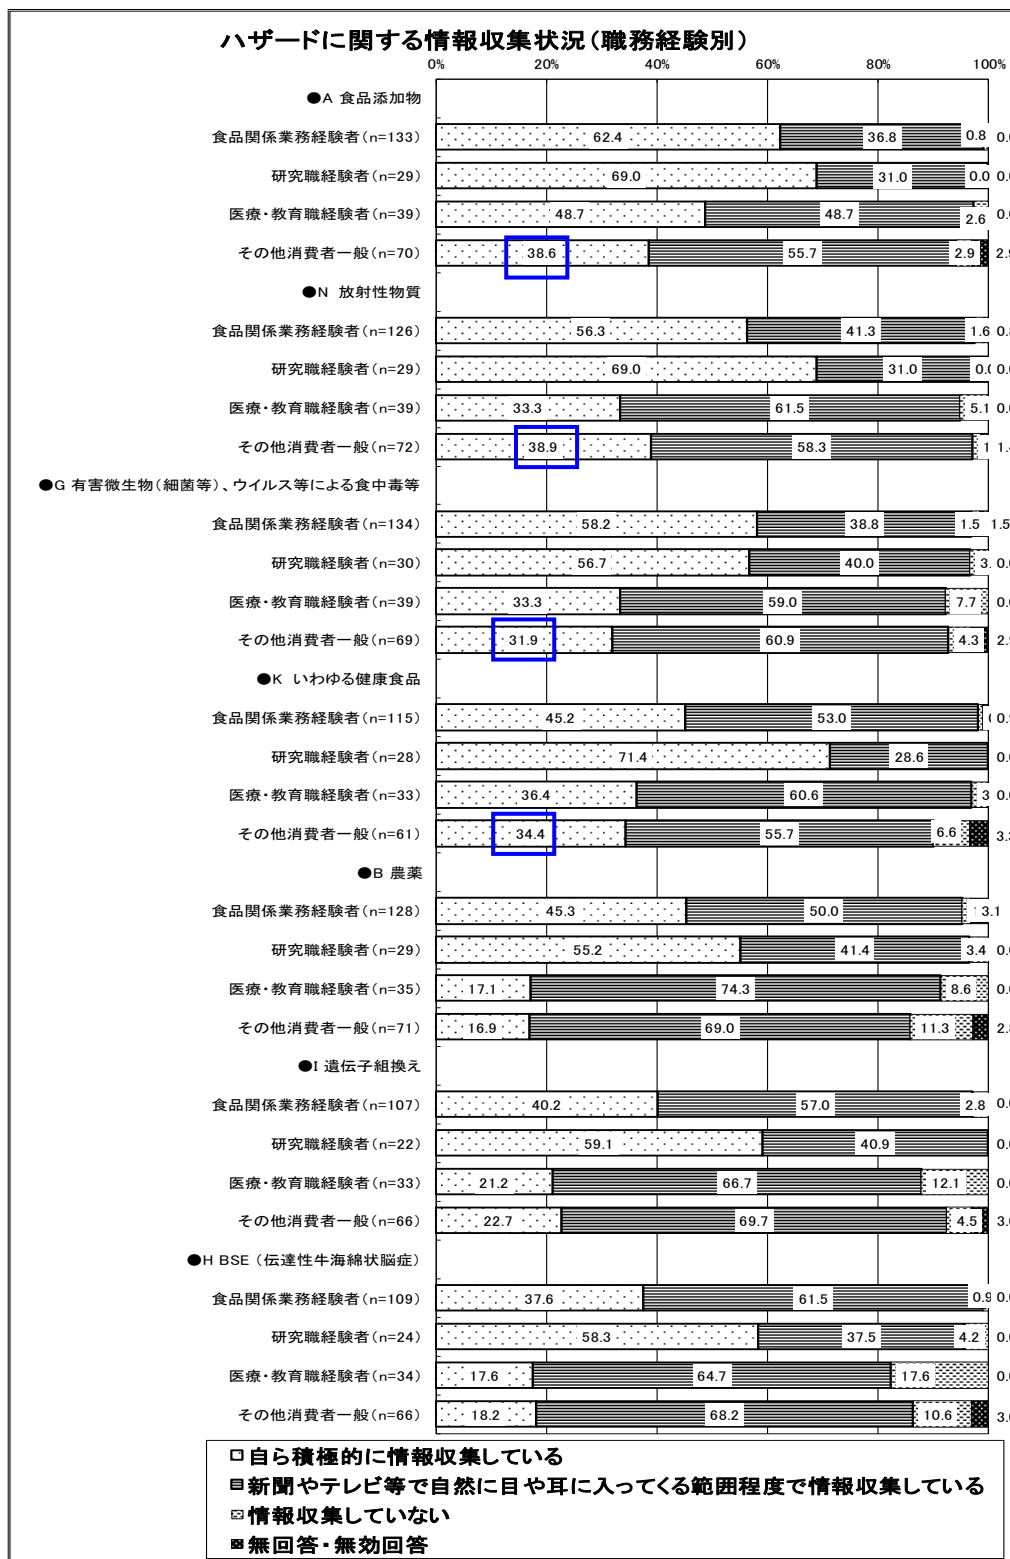 ハザードに関する情報収集状況(職務経験別)
0% 20% 40% 60% 80% 100%
●A 食品添加物
食品関係業務経験者(n=133) 62.4 36.8 0.8
研究職経験者(n=29) 69.0 31.0 0.0
医療・教育職経験者(n=39) 48.7 48.7 2.6
その他消費者一般(n=70) 38.6 55.7 2.9 2.9
●N 放射性物質
食品関係業務経験者(n=126) 56.3 41.3 1.6 0.8
研究職経験者(n=29) 69.0 31.0
医療・教育職経験者(n=39) 33.3 61.5 5.1
その他消費者一般(n=72) 38.9 58.3 1.4
●G 有害微生物(細菌等)、ウイルス等による食中毒等
食品関係業務経験者(n=134) 58.2 38.8 1.5 1.5
研究職経験者(n=30) 56.7 40.0
医療・教育職経験者(n=39) 33.3 59.0 7.7
その他消費者一般(n=69) 31.9 60.9 4.3
●K いわゆる健康食品
食品関係業務経験者(n=115) 45.2 53.0
研究職経験者(n=28) 71.4 28.6
医療・教育職経験者(n=33) 36.4 60.6
その他消費者一般(n=61) 34.4 55.7 6.6
●B 農薬
食品関係業務経験者(n=128) 45.3 50.0 3.1
研究職経験者(n=29) 55.2 41.4 3.4
医療・教育職経験者(n=35) 17.1 74.3 8.6
その他消費者一般(n=71) 16.9 69.0 11.3
●I 遺伝子組換え
食品関係業務経験者(n=107) 40.2 57.0 2.8
研究職経験者(n=22) 59.1 40.9
医療・教育職経験者(n=33) 21.2 66.7 12.1
その他消費者一般(n=66) 22.7 69.7 4.5
●H BSE (伝達性牛海綿状脳症)
食品関係業務経験者(n=109) 37.6 61.5 0.9
研究職経験者(n=24) 58.3 37.5 4.2
医療・教育職経験者(n=34) 17.6 64.7 17.6
その他消費者一般(n=66) 18.2 68.2 10.6
自ら積極的に情報収集している
新聞やテレビ等で自然に目や耳に入ってくる範囲程度で情報収集している
情報収集していない
無回答・無効回答